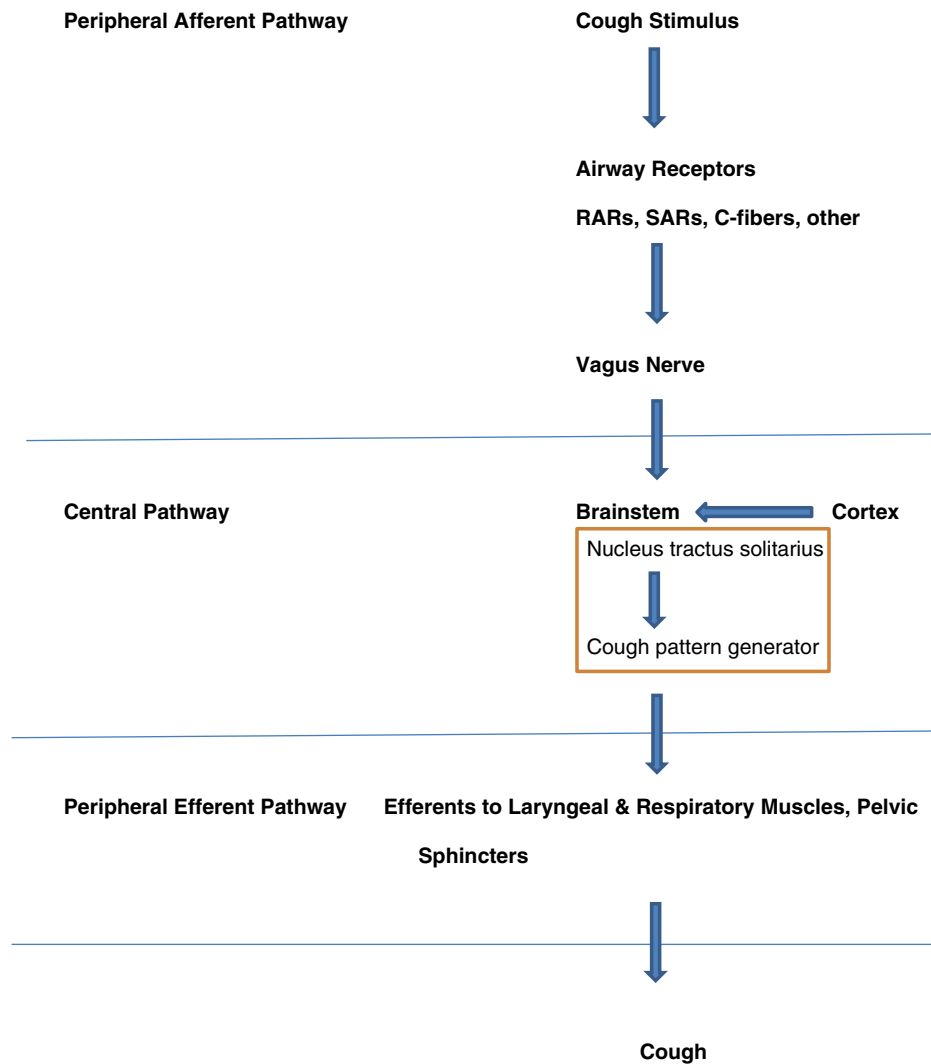 Peripheral Afferent Pathway Cough Stimulus
Airway Receptors
RARs, SARs, C-fibers, other
Vagus Nerve
Central Pathway Brainstem Cortex
Nucleus tractus solitarius
Cough pattern generator
Peripheral Efferent Pathway Efferents to Laryngeal & Respiratory Muscles, Pelvic
Sphincters
Cough